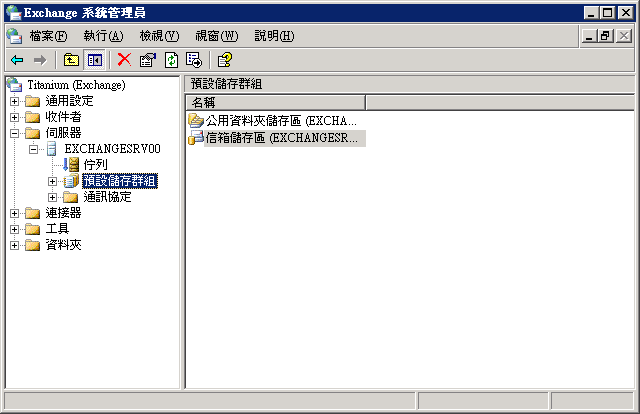 Exchange 系統管理員
檔案(F) 執行(A) 檢視(V) 視窗(W) 說明(H)
Titanium (Exchange)
通用設定
收件者
伺服器
EXCHANGESRV00
佇列
預設儲存群組
通訊協定
連接器
工具
資料夾
預設儲存群組
名稱
公用資料夾儲存區 (EXCHA...
信箱儲存區 (EXCHANGESR...